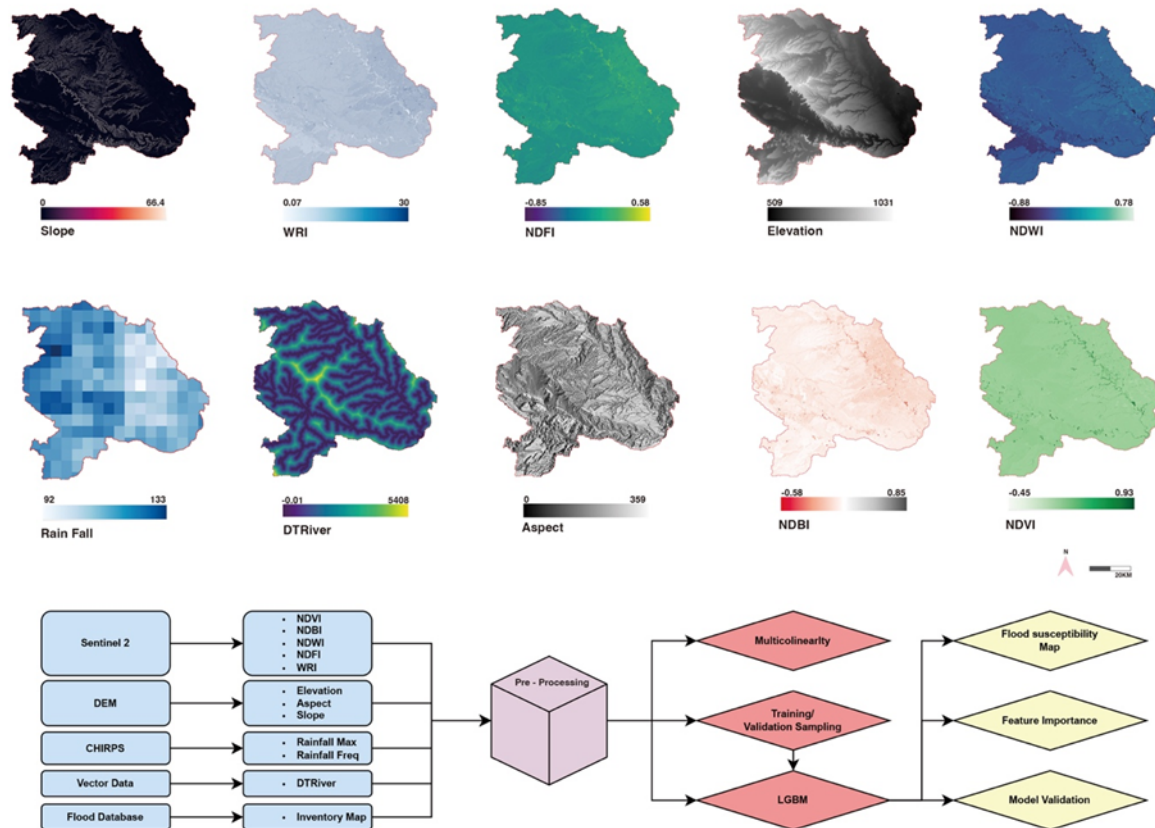 0 66.4
Slope
0.07 30
WRI
-0.85 0.58
NDFI
509 1031
Elevation
-0.88 0.78
NDWI
92 133
Rain Fall
-0.01 5408
DTRiver
0 359
Aspect
-0.58 0.85
NDBI
-0.45 0.93
NDVI
N
20KM
Sentinel 2
▪ NDVI
▪ NDBI
▪ NDWI
▪ NDFI
▪ WRI
DEM
▪ Elevation
▪ Aspect
▪ Slope
CHIRPS
▪ Rainfall Max
▪ Rainfall Freq
Vector Data
▪ DTRiver
Flood Database
▪ Inventory Map
Pre - Processing
Multicolinearlty
Training/
Validation Sampling
LGBM
Flood susceptibility
Map
Feature Importance
Model Validation